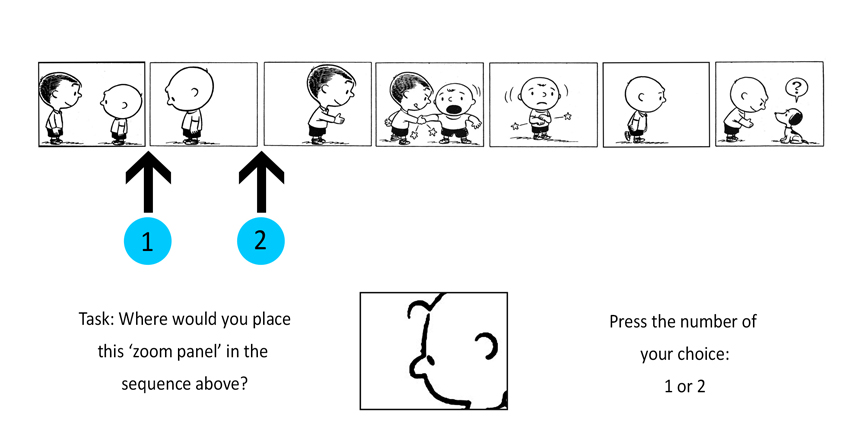 ?
1
2
Task: Where would you place
this ‘zoom panel’ in the
sequence above?
Press the number of
your choice:
1 or 2